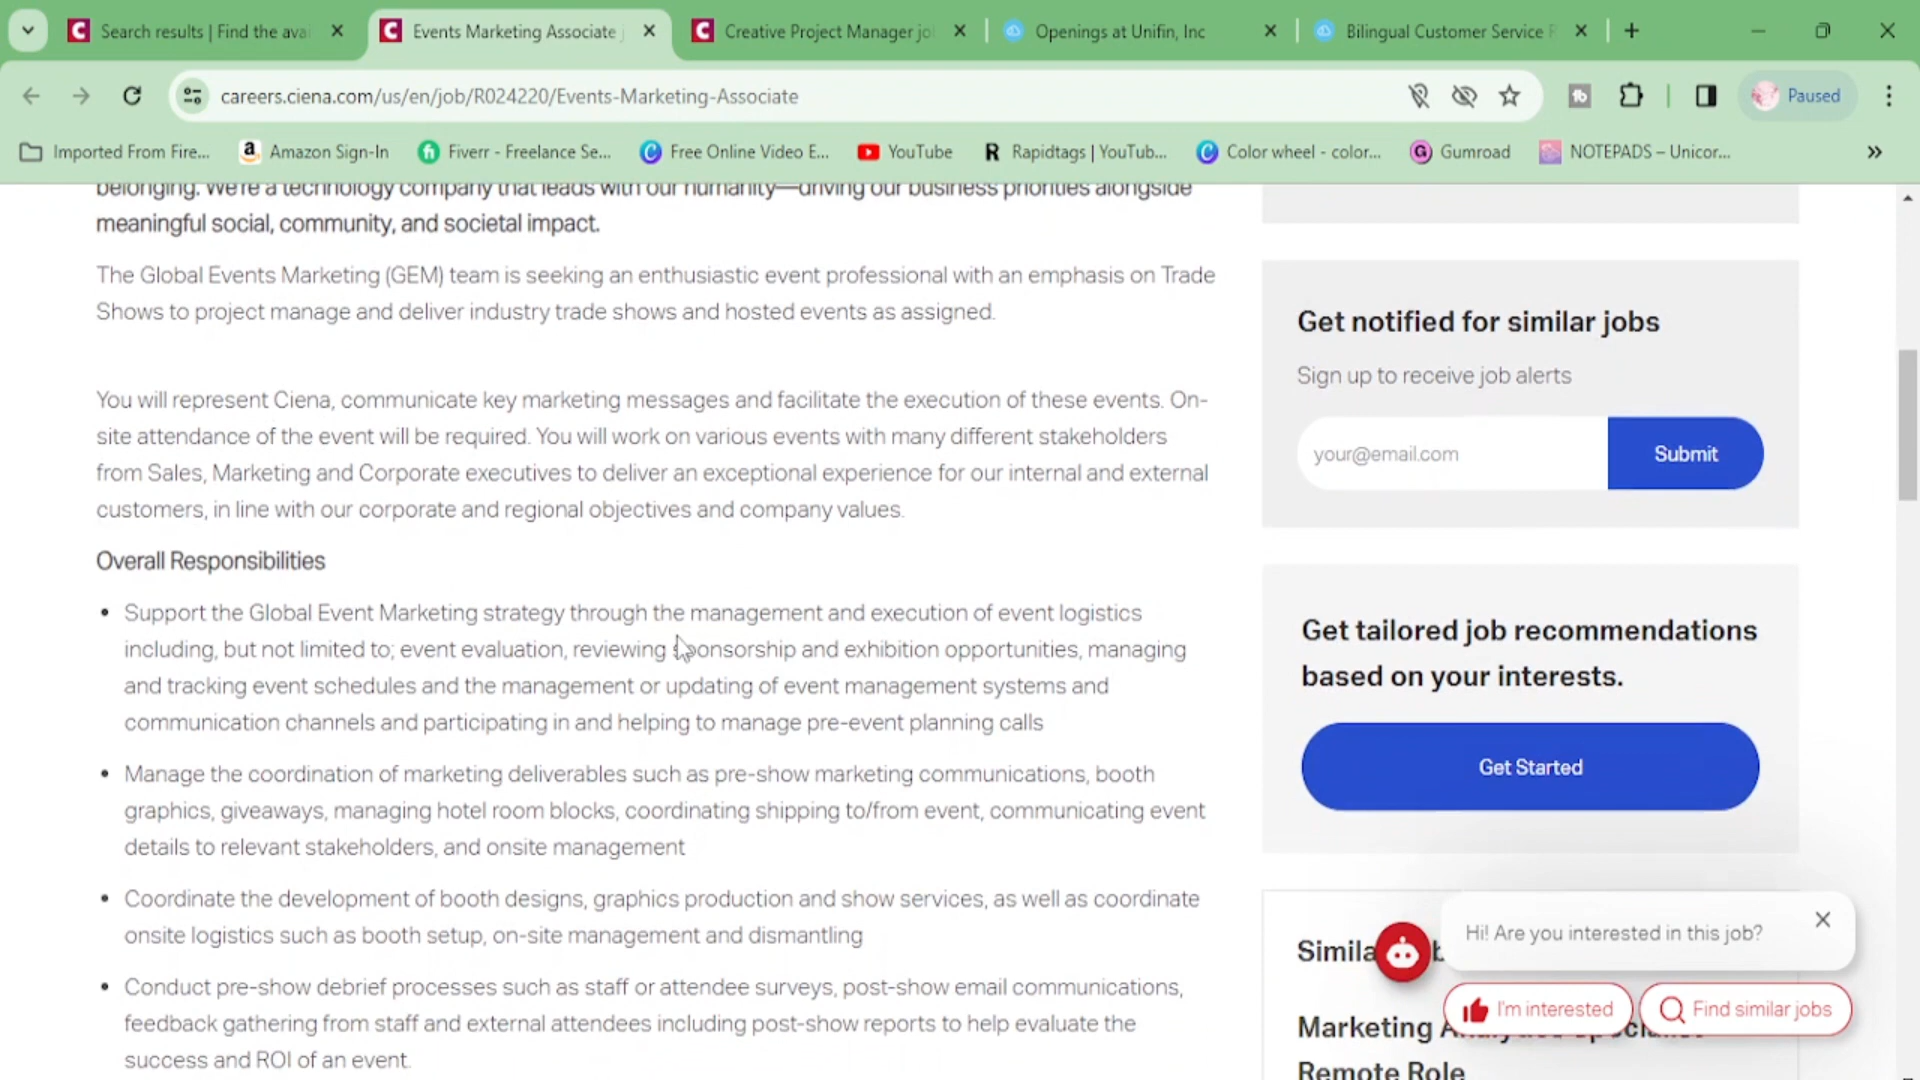 Search results | Find the ava
Events Marketing Associate j
Creative Project Manager jol
Openings at Unifin, Inc
Bilingual Customer Service R
careers.ciena.com/us/en/job/R024220/Events-Marketing-Associate
Paused
Imported From Fire...
Amazon Sign-In
Fiverr - Freelance Se...
Free Online Video E...
YouTube
Rapidtags | YouTub...
Color wheel - color...
Gumroad
NOTEPADS – Unicor...
belonging. We're a technology company that leads with our humanity—driving our business priorities alongside
meaningful social, community, and societal impact.
The Global Events Marketing (GEM) team is seeking an enthusiastic event professional with an emphasis on Trade
Shows to project manage and deliver industry trade shows and hosted events as assigned.
You will represent Ciena, communicate key marketing messages and facilitate the execution of these events. On-
site attendance of the event will be required. You will work on various events with many different stakeholders
from Sales, Marketing and Corporate executives to deliver an exceptional experience for our internal and external
customers, in line with our corporate and regional objectives and company values.
Overall Responsibilities
• Support the Global Event Marketing strategy through the management and execution of event logistics
including, but not limited to; event evaluation, reviewing sponsorship and exhibition opportunities, managing
and tracking event schedules and the management or updating of event management systems and
communication channels and participating in and helping to manage pre-event planning calls
• Manage the coordination of marketing deliverables such as pre-show marketing communications, booth
graphics, giveaways, managing hotel room blocks, coordinating shipping to/from event, communicating event
details to relevant stakeholders, and onsite management
• Coordinate the development of booth designs, graphics production and show services, as well as coordinate
onsite logistics such as booth setup, on-site management and dismantling
• Conduct pre-show debrief processes such as staff or attendee surveys, post-show email communications,
feedback gathering from staff and external attendees including post-show reports to help evaluate the
success and ROI of an event.
Get notified for similar jobs
Sign up to receive job alerts
your@email.com
Submit
Get tailored job recommendations
based on your interests.
Get Started
Hi! Are you interested in this job?
I'm interested
Find similar jobs
Marketing
Remote Role